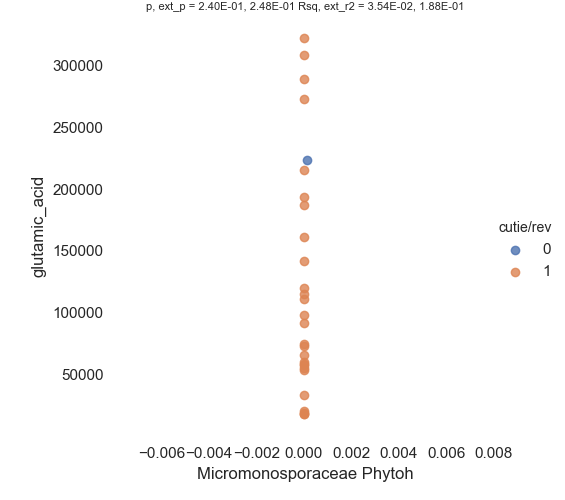 p, ext_p = 2.40E-01, 2.48E-01 Rsq, ext_r2 = 3.54E-02, 1.88E-01
300000
250000
200000
150000
100000
50000
glutamic_acid
cutie/rev
0
1
−0.006 −0.004 −0.002 0.000 0.002 0.004 0.006 0.008
Micromonosporaceae Phytoh